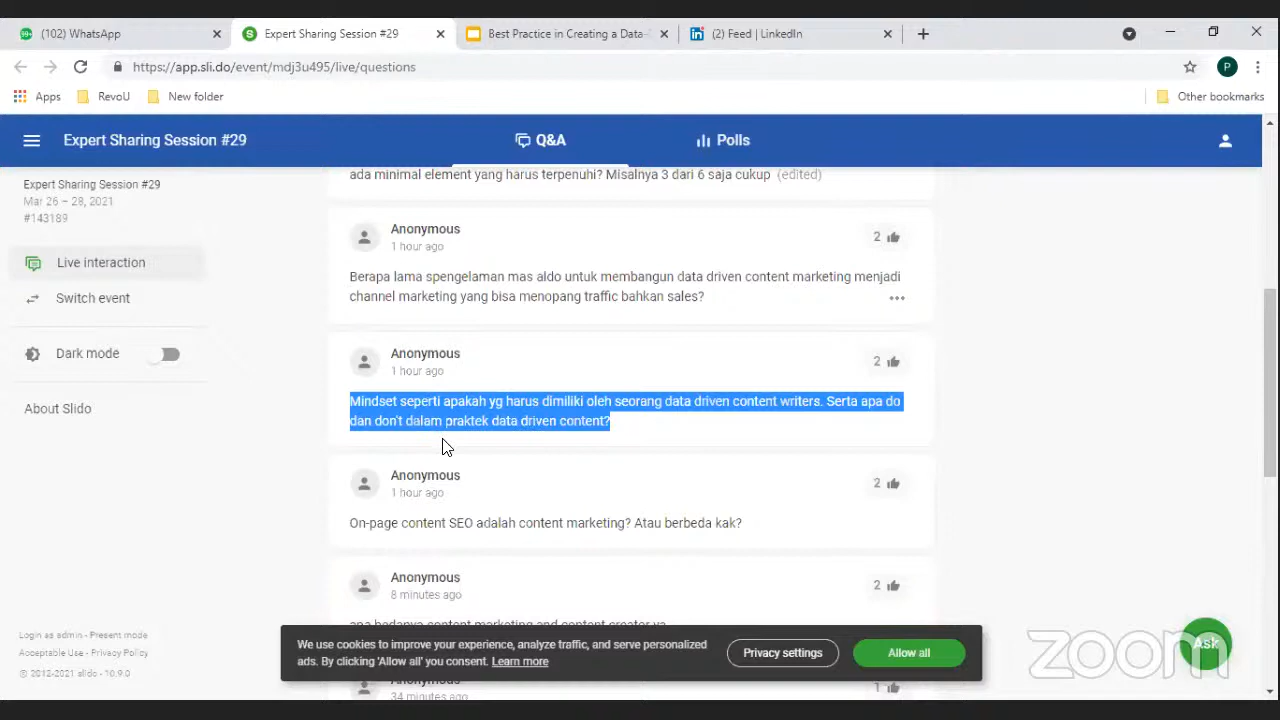 (102) WhatsApp
Expert Sharing Session #29
Best Practice in Creating a Data-
(2) Feed | LinkedIn
https://app.sli.do/event/mdj3u495/live/questions
P
Apps
RevoU
New folder
Other bookmarks
Expert Sharing Session #29
Q&A
Polls
Expert Sharing Session #29
Mar 26 – 28, 2021
#143189
Live interaction
Switch event
Dark mode
About Slido
ada minimal element yang harus terpenuhi? Misalnya 3 dari 6 saja cukup (edited)
Anonymous
2
1 hour ago
Berapa lama spengelaman mas aldo untuk membangun data driven content marketing menjadi
channel marketing yang bisa menopang traffic bahkan sales?
Anonymous
2
1 hour ago
Mindset seperti apakah yg harus dimiliki oleh seorang data driven content writers. Serta apa do
dan don't dalam praktek data driven content?
Anonymous
2
1 hour ago
On-page content SEO adalah content marketing? Atau berbeda kak?
Anonymous
2
8 minutes ago
apa bedanya content marketing and content creator ya
Anonymous
1
34 minutes ago
We use cookies to improve your experience, analyze traffic, and serve personalized
ads. By clicking 'Allow all' you consent. Learn more
Privacy settings
Allow all
Login as admin - Present mode
Acceptable Use - Privacy Policy
© 2012-2021 slido - 10.9.0
Ask
zoom